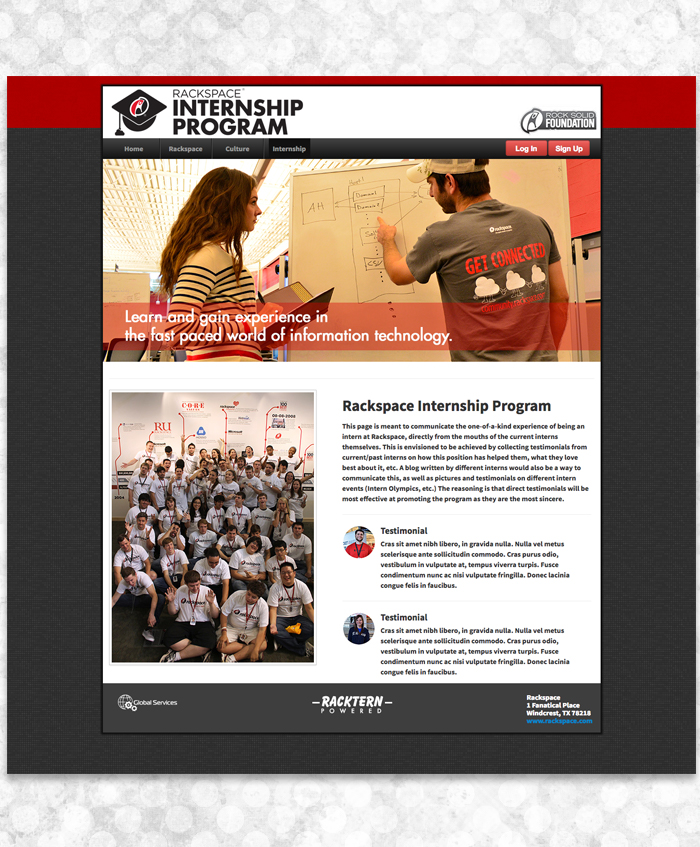 RACKSPACE
INTERNSHIP
PROGRAM
ROCK SOLID
FOUNDATION
Home Rackspace Culture Internship Log In Sign Up
AH
rackspace
GET CONNECTED
Learn and gain experience in
the fast paced world of information technology.
CORE
RU
08-08-2008
Rackspace Internship Program
This page is meant to communicate the one-of-a-kind experience of being an
intern at Rackspace, directly from the mouths of the current interns
themselves. This is envisioned to be achieved by collecting testimonials from
current/past interns on how this position has helped them, what they love
best about it, etc. A blog written by different interns would also be a way to
communicate this, as well as pictures and testimonials on different intern
events (Intern Olympics, etc.) The reasoning is that direct testimonials will be
most effective at promoting the program as they are the most sincere.
Testimonial
Cras sit amet nibh libero, in gravida nulla. Nulla vel metus
scelerisque ante sollicitudin commodo. Cras purus odio,
vestibulum in vulputate at, tempus viverra turpis. Fusce
condimentum nunc ac nisi vulputate fringilla. Donec lacinia
congue felis in faucibus.
Testimonial
Cras sit amet nibh libero, in gravida nulla. Nulla vel metus
scelerisque ante sollicitudin commodo. Cras purus odio,
vestibulum in vulputate at, tempus viverra turpis. Fusce
condimentum nunc ac nisi vulputate fringilla. Donec lacinia
congue felis in faucibus.
Global Services
RACKTERN
POWERED
Rackspace
1 Fanatical Place
Windcrest, TX 78218
www.rackspace.com